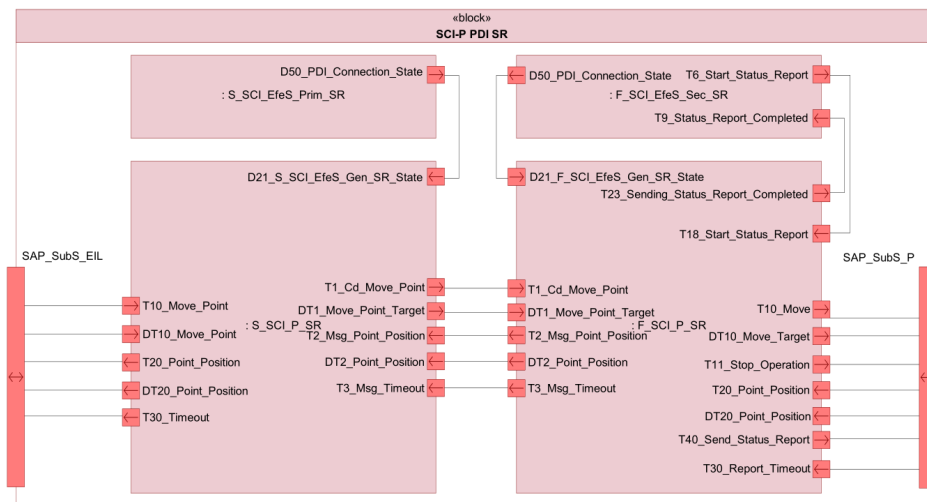 «block»
SCI-P PDI SR
D50_PDI_Connection_State
: S_SCI_EfeS_Prim_SR
D50_PDI_Connection_State
T6_Start_Status_Report
: F_SCI_EfeS_Sec_SR
T9_Status_Report_Completed
D21_S_SCI_EfeS_Gen_SR_State
D21_F_SCI_EfeS_Gen_SR_State
T23_Sending_Status_Report_Completed
T18_Start_Status_Report
SAP_SubS_EIL
SAP_SubS_P
T10_Move_Point
DT10_Move_Point
T20_Point_Position
DT20_Point_Position
T30_Timeout
: S_SCI_P_SR
T1_Cd_Move_Point
DT1_Move_Point_Target
T2_Msg_Point_Position
DT2_Point_Position
T3_Msg_Timeout
T1_Cd_Move_Point
DT1_Move_Point_Target
T2_Msg_Point_Position
DT2_Point_Position
T3_Msg_Timeout
: F_SCI_P_SR
T10_Move
DT10_Move_Target
T11_Stop_Operation
T20_Point_Position
DT20_Point_Position
T40_Send_Status_Report
T30_Report_Timeout